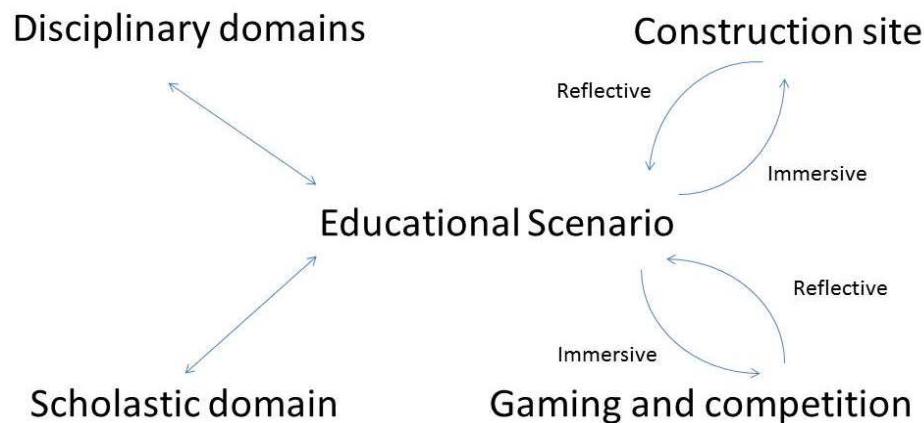 Disciplinary domains
Construction site
Reflective
Immersive
Educational Scenario
Reflective
Immersive
Scholastic domain
Gaming and competition